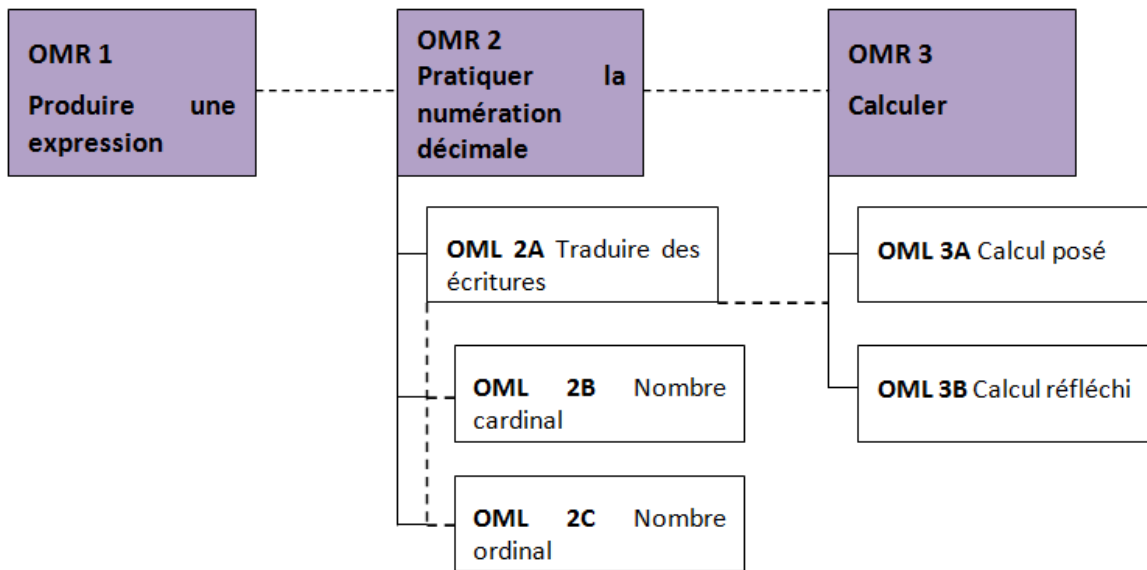 OMR 1
Produire une
expression
OMR 2
Pratiquer la
numération
décimale
OMR 3
Calculer
OML 2A Traduire des
écritures
OML 2B Nombre
cardinal
OML 2C Nombre
ordinal
OML 3A Calcul posé
OML 3B Calcul réfléchi